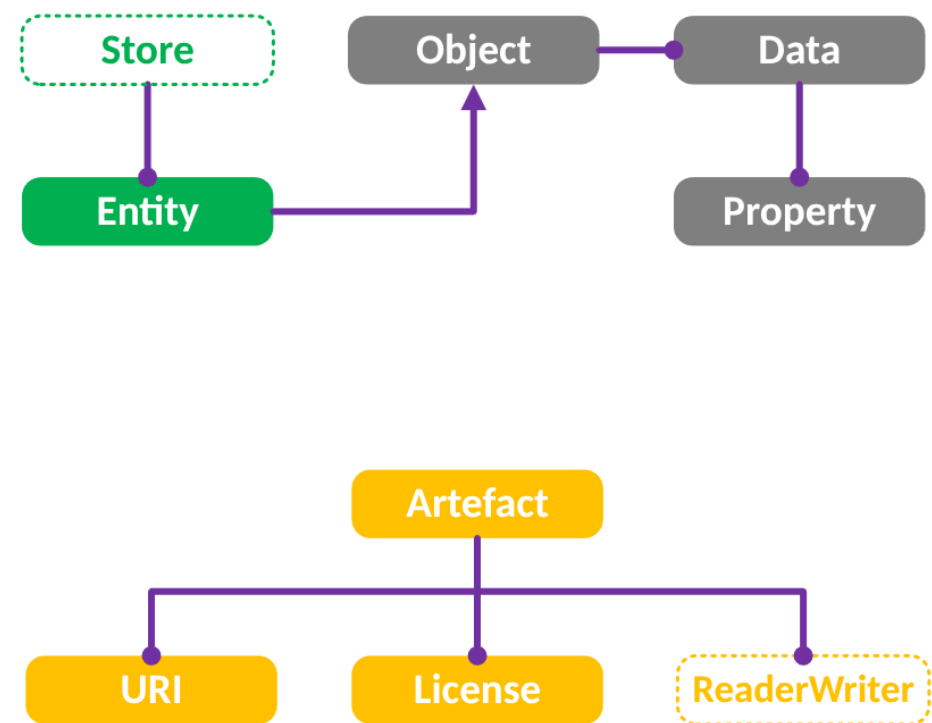 Store
Object
Data
Entity
Property
Artefact
URI
License
ReaderWriter